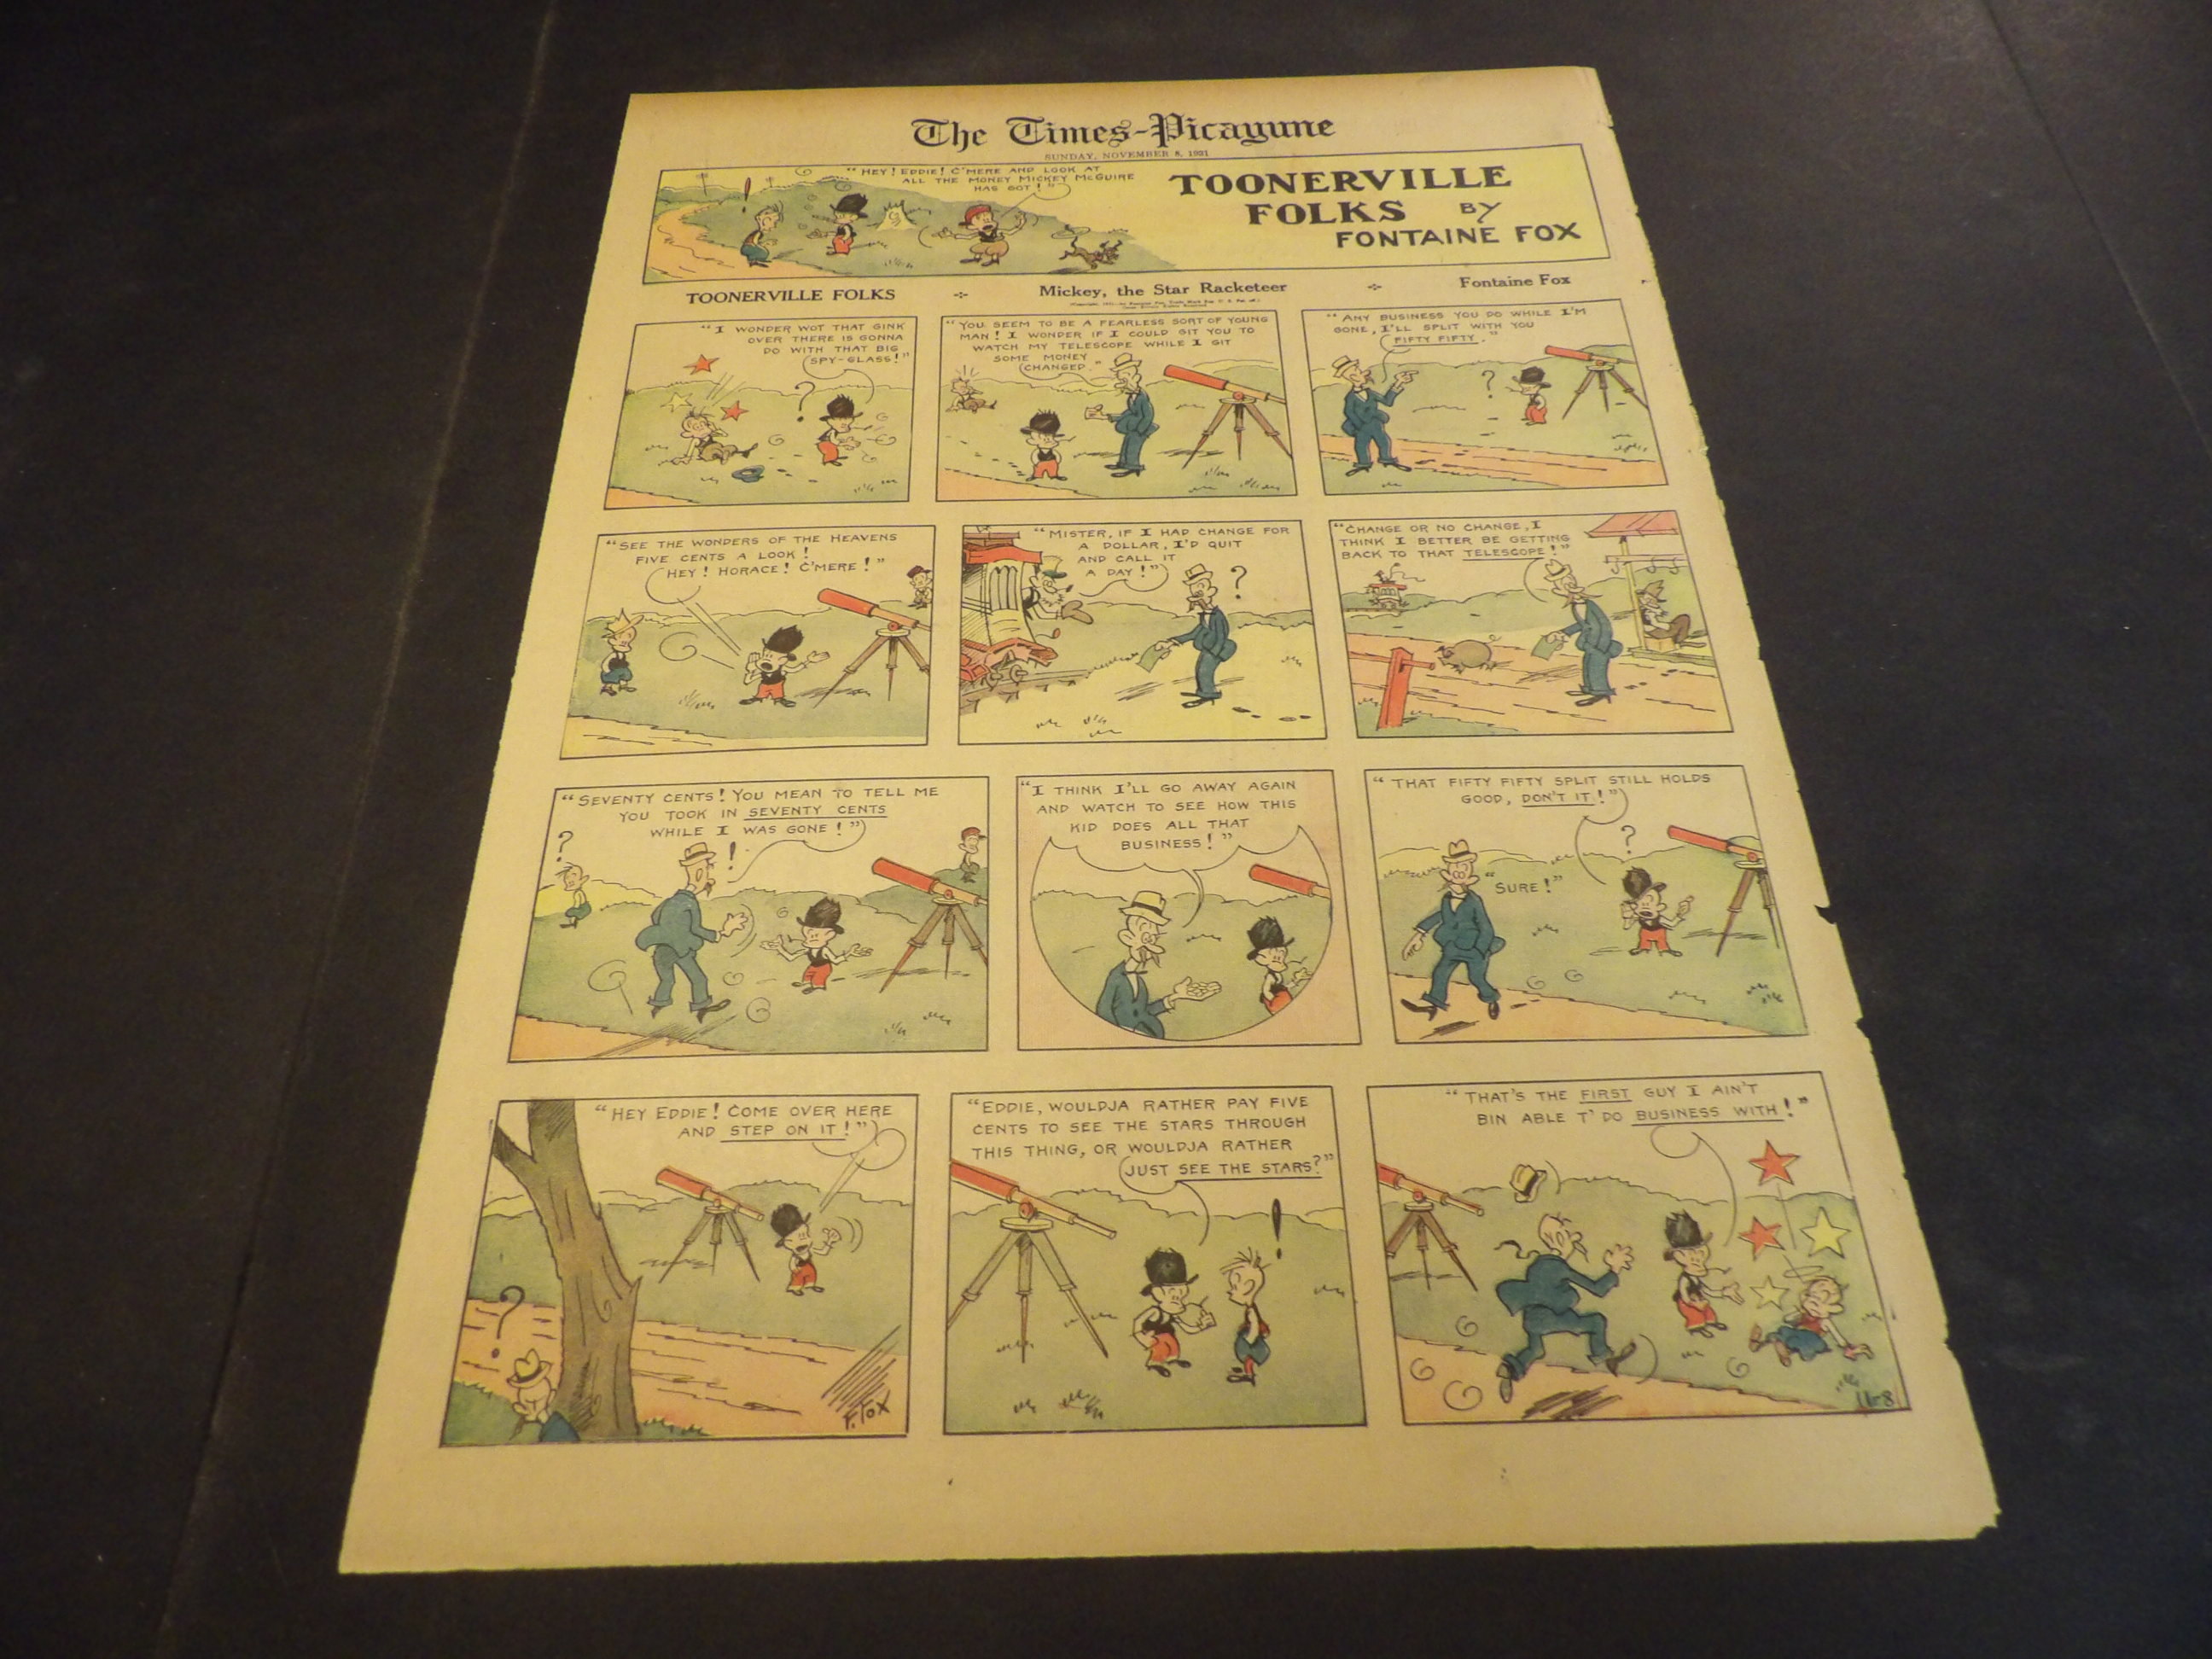 The Times-Picayune
SUNDAY, NOVEMBER 8, 1931
"HEY! EDDIE! C'MERE AND LOOK AT
ALL THE MONEY MICKEY McGUIRE
HAS GOT!"
TOONERVILLE
FOLKS BY
FONTAINE FOX
TOONERVILLE FOLKS
Mickey, the Star Racketeer
Fontaine Fox
"I WONDER WOT THAT GINK
OVER THERE IS GONNA
DO WITH THAT BIG
SPY-GLASS!"
"YOU SEEM TO BE A FEARLESS SORT OF YOUNG
MAN! I WONDER IF I COULD GIT YOU TO
WATCH MY TELESCOPE WHILE I GIT
SOME MONEY
CHANGED."
"ANY BUSINESS YOU DO WHILE I'M
GONE, I'LL SPLIT WITH YOU
FIFTY FIFTY."
"SEE THE WONDERS OF THE HEAVENS
FIVE CENTS A LOOK!
HEY! HORACE! C'MERE!"
"MISTER, IF I HAD CHANGE FOR
A DOLLAR, I'D QUIT
AND CALL IT
A DAY!"
?
"CHANGE OR NO CHANGE, I
THINK I BETTER BE GETTING
BACK TO THAT TELESCOPE!"
"SEVENTY CENTS! YOU MEAN TO TELL ME
YOU TOOK IN SEVENTY CENTS
WHILE I WAS GONE!"
?
!
"I THINK I'LL GO AWAY AGAIN
AND WATCH TO SEE HOW THIS
KID DOES ALL THAT
BUSINESS!"
"THAT FIFTY FIFTY SPLIT STILL HOLDS
GOOD, DON'T IT!"
?
"SURE!"
"HEY EDDIE! COME OVER HERE
AND STEP ON IT!"
?
F. FOX
"EDDIE, WOULDJA RATHER PAY FIVE
CENTS TO SEE THE STARS THROUGH
THIS THING, OR WOULDJA RATHER
JUST SEE THE STARS?"
!
"THAT'S THE FIRST GUY I AIN'T
BIN ABLE T' DO BUSINESS WITH!"
11-8